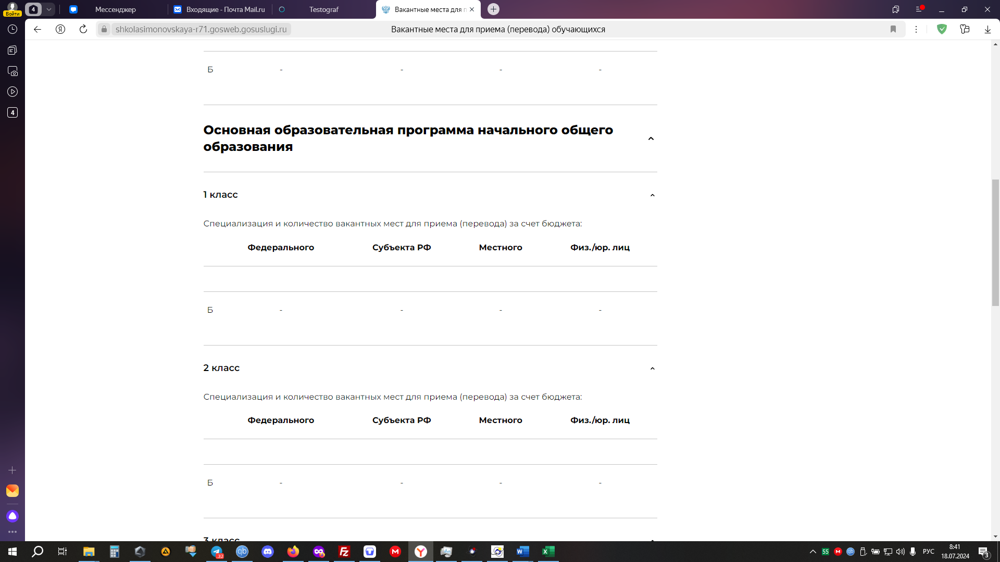 Войти
4
Мессенджер
Входящие - Почта Mail.ru
Testograf
Вакантные места для п
shkolasimonovskaya-r71.gosweb.gosuslugi.ru
Вакантные места для приема (перевода) обучающихся
4
Б - - - -
Основная образовательная программа начального общего
образования
1 класс
Специализация и количество вакантных мест для приема (перевода) за счет бюджета:
Федерального Субъекта РФ Местного Физ./юр. лиц
Б - - - -
2 класс
Специализация и количество вакантных мест для приема (перевода) за счет бюджета:
Федерального Субъекта РФ Местного Физ./юр. лиц
Б - - - -
3 класс
32
qb
55
РУС
8:41
18.07.2024
3